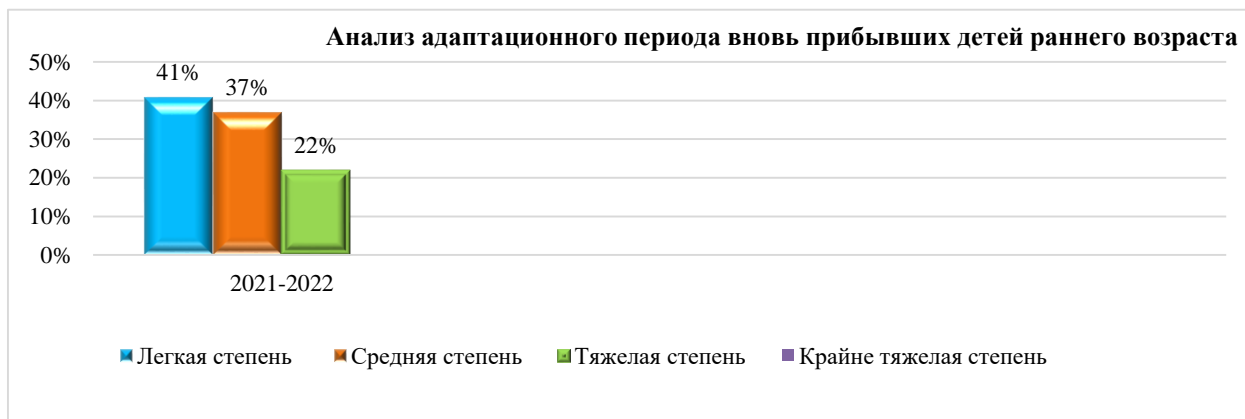 Анализ адаптационного периода вновь прибывших детей раннего возраста
50%
40%
30%
20%
10%
0%
41%
37%
22%
2021-2022
Легкая степень
Средняя степень
Тяжелая степень
Крайне тяжелая степень